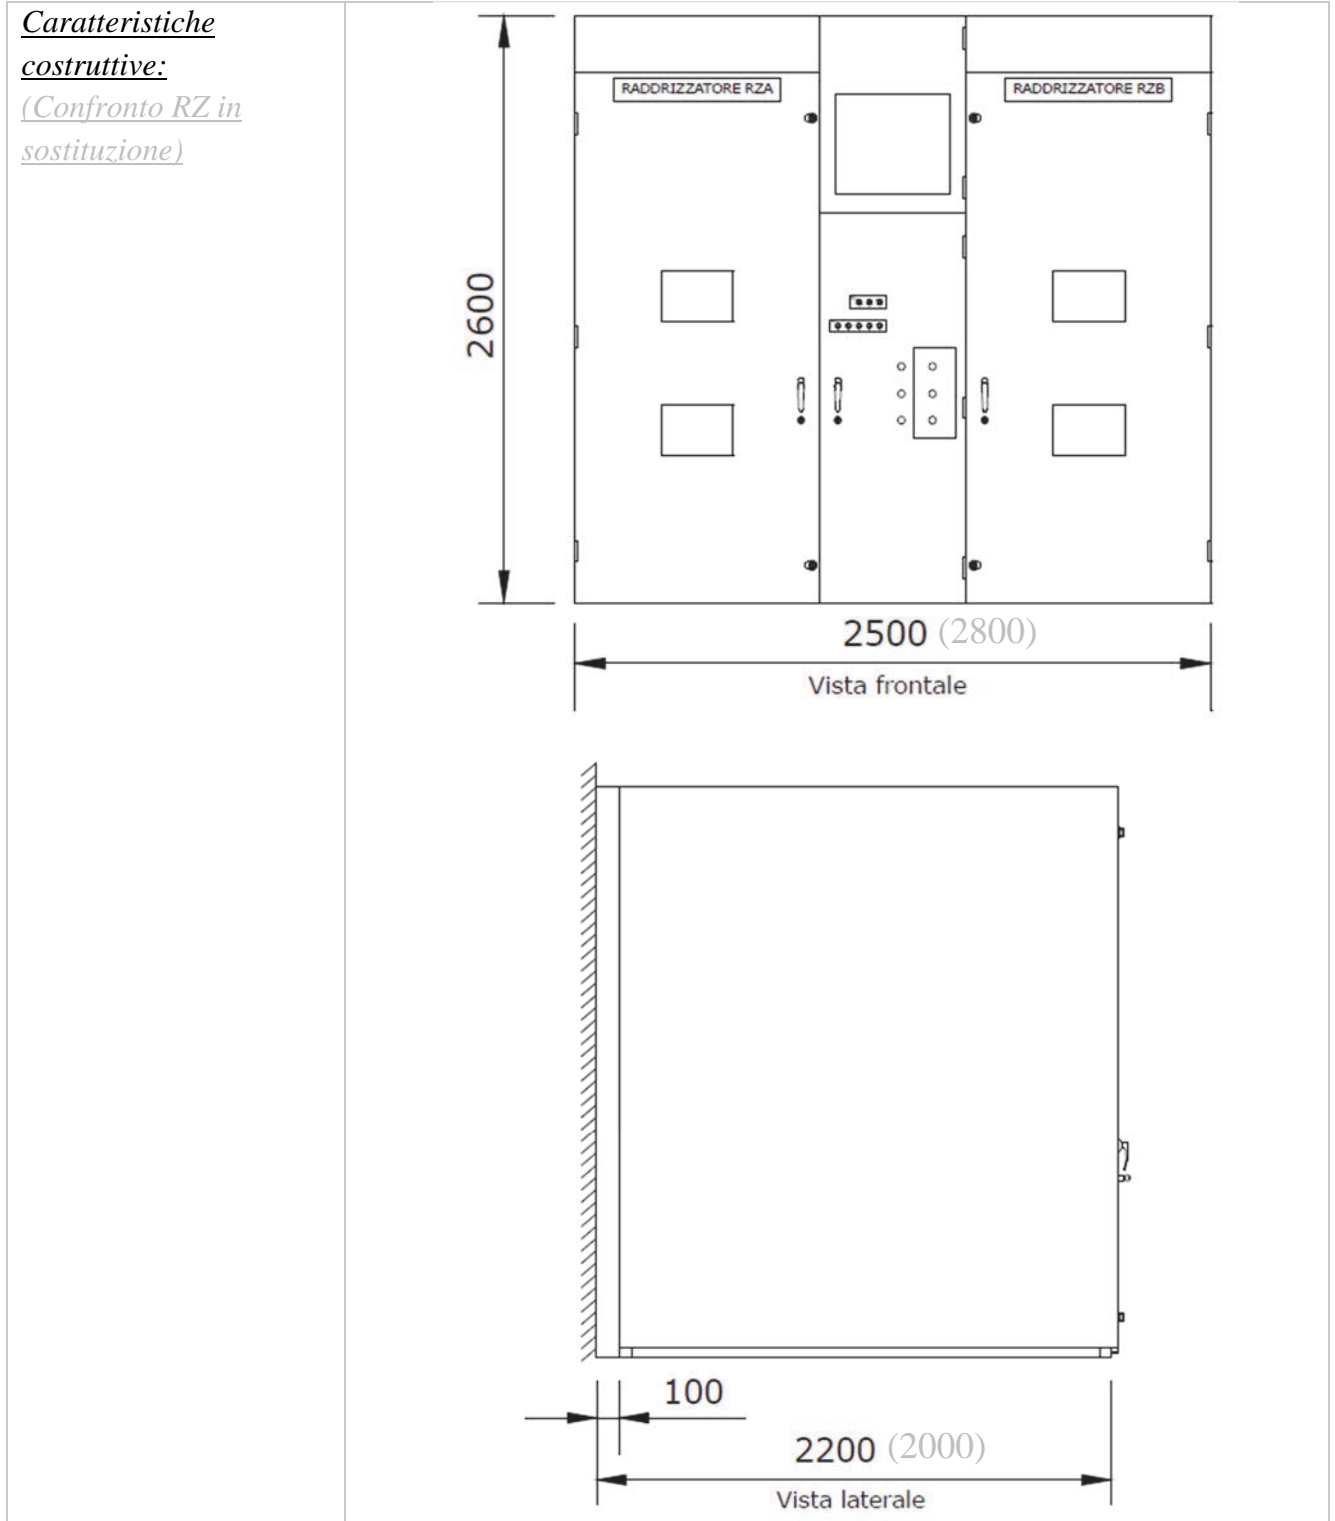 Caratteristiche
costruttive:
(Confronto RZ in
sostituzione)
RADDRIZZATORE RZA
RADDRIZZATORE RZB
2600
2500 (2800)
Vista frontale
100
2200 (2000)
Vista laterale